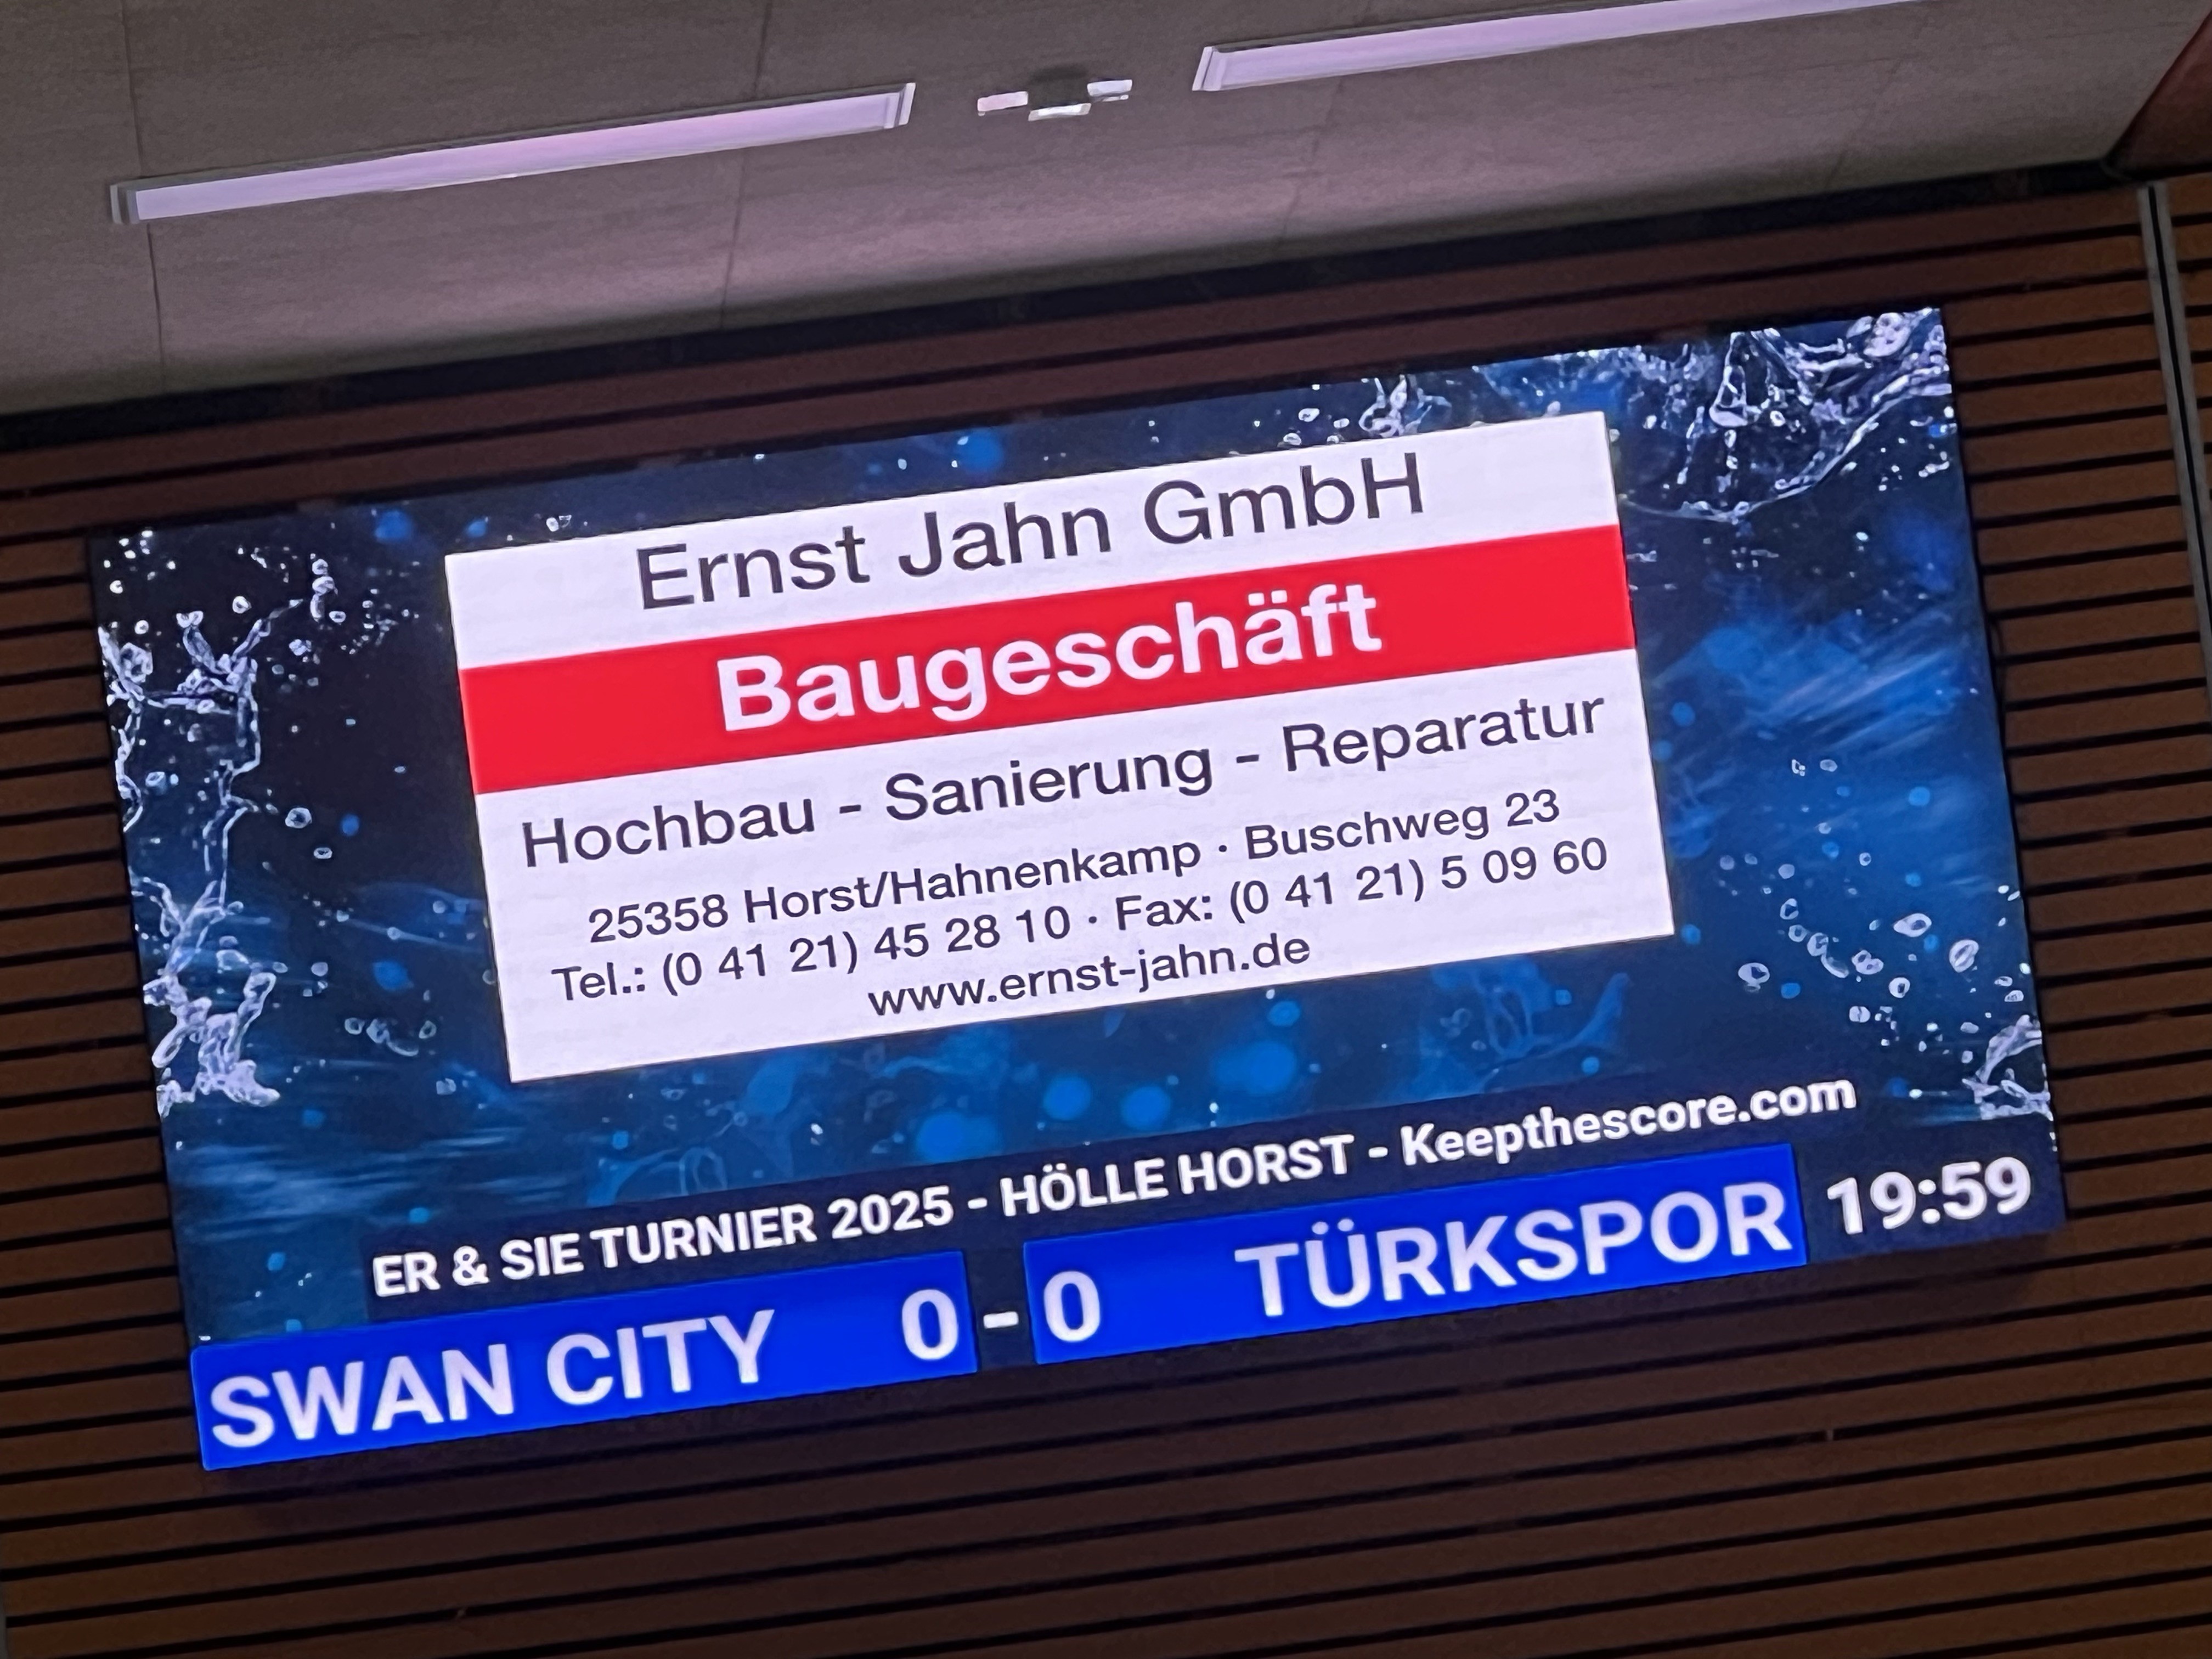 Ernst Jahn GmbH
Baugeschäft
Hochbau - Sanierung - Reparatur
25358 Horst/Hahnenkamp · Buschweg 23
Tel.: (0 41 21) 45 28 10 · Fax: (0 41 21) 5 09 60
www.ernst-jahn.de
ER & SIE TURNIER 2025 - HÖLLE HORST - Keepthescore.com
SWAN CITY 0 - 0 TÜRKSPOR 19:59